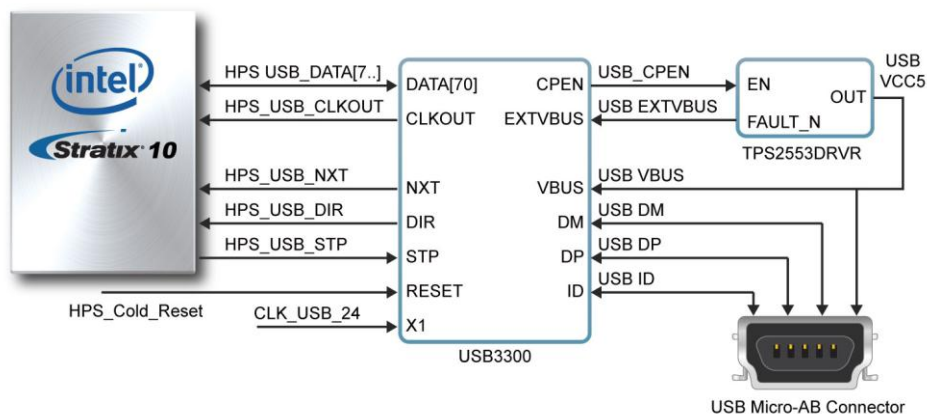 intel
Stratix 10
HPS USB_DATA[7..]
HPS_USB_CLKOUT
HPS_USB_NXT
HPS_USB_DIR
HPS_USB_STP
HPS_Cold_Reset
CLK_USB_24
DATA[70]
CLKOUT
NXT
DIR
STP
RESET
X1
CPEN
EXTVBUS
VBUS
DM
DP
ID
USB3300
USB_CPEN
USB EXTVBUS
USB VBUS
USB DM
USB DP
USB ID
EN
OUT
FAULT_N
TPS2553DRVR
USB
VCC5
USB Micro-AB Connector